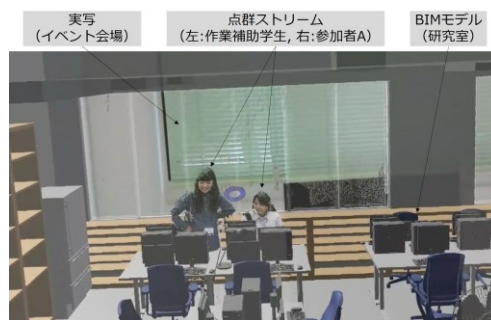 実写
（イベント会場）
点群ストリーム
（左:作業補助学生, 右:参加者A）
BIMモデル
（研究室）